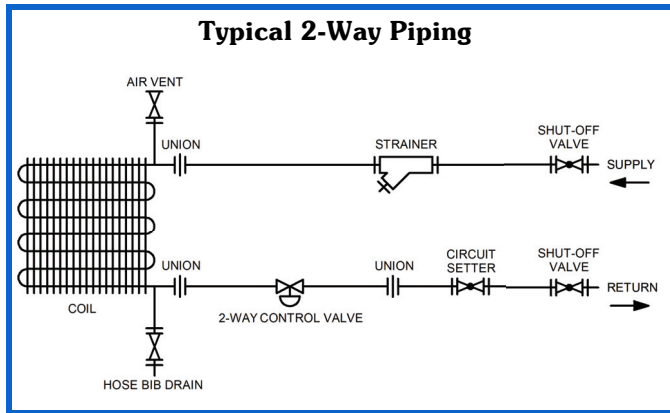 Typical 2-Way Piping
AIR VENT
UNION
STRAINER
SHUT-OFF
VALVE
SUPPLY
UNION
UNION
CIRCUIT
SETTER
SHUT-OFF
VALVE
RETURN
COIL
2-WAY CONTROL VALVE
HOSE BIB DRAIN